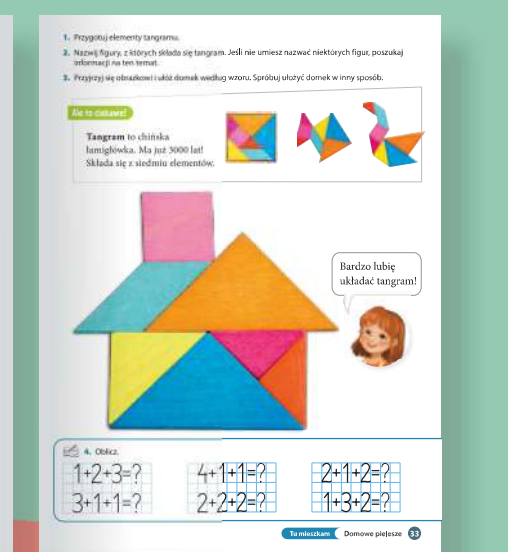 1. Przygotuj elementy tangramu.
2. Nazwij figury, z których składa się tangram. Jeśli nie umiesz nazwać niektórych figur, poszukaj
informacji na ten temat.
3. Przyjrzyj się obrazkowi i ułóż domek według wzoru. Spróbuj ułożyć domek w inny sposób.
Ale to ciekawe!
Tangram to chińska
łamigłówka. Ma już 3000 lat!
Składa się z siedmiu elementów.
Bardzo lubię
układać tangram!
4. Oblicz.
1+2+3=? 4+1+1=? 2+1+2=?
3+1+1=? 2+2+2=? 1+3+2=?
Tu mieszkam Domowe pielesze 33